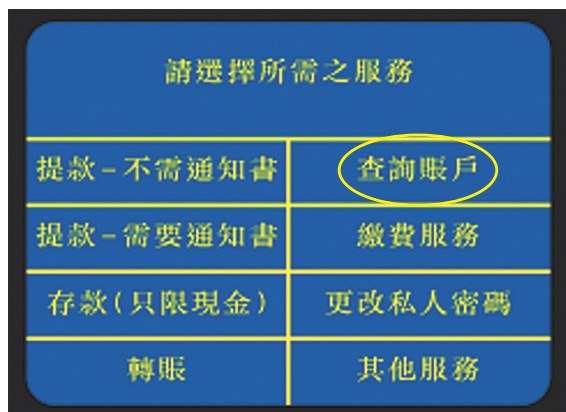 請選擇所需之服務
提款-不需通知書
查詢賬戶
提款-需要通知書
繳費服務
存款(只限現金)
更改私人密碼
轉賬
其他服務